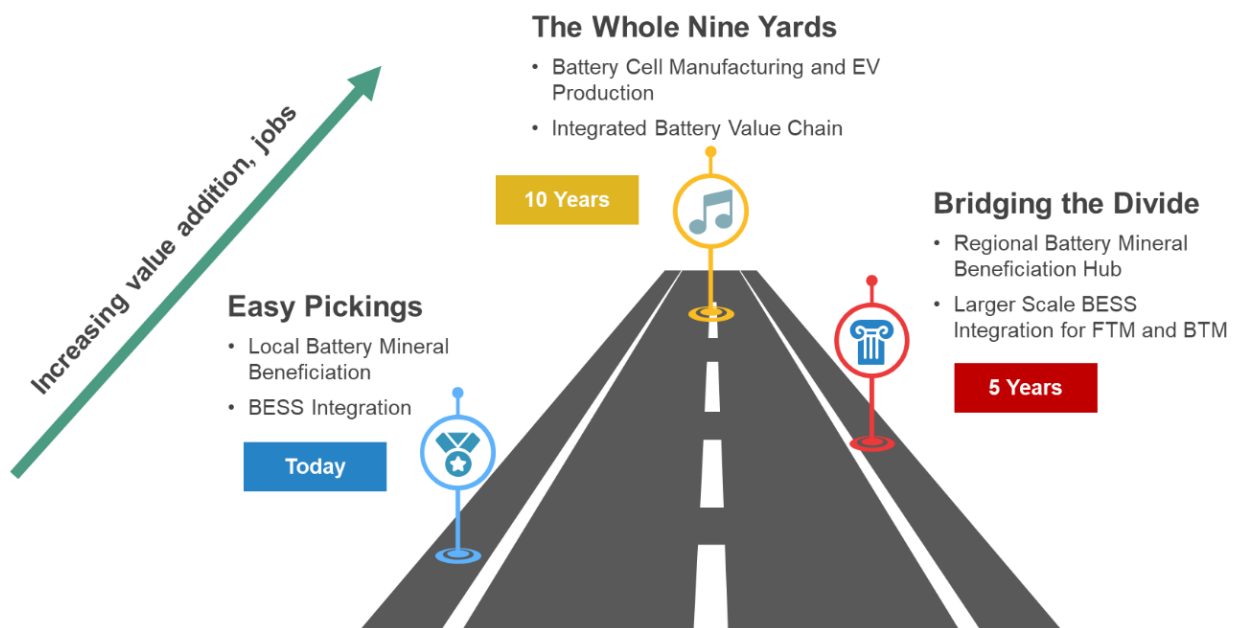 The Whole Nine Yards
• Battery Cell Manufacturing and EV
Production
• Integrated Battery Value Chain
10 Years
Increasing value addition, jobs
Bridging the Divide
• Regional Battery Mineral
Beneficiation Hub
• Larger Scale BESS
Integration for FTM and BTM
5 Years
Easy Pickings
• Local Battery Mineral
Beneficiation
• BESS Integration
Today